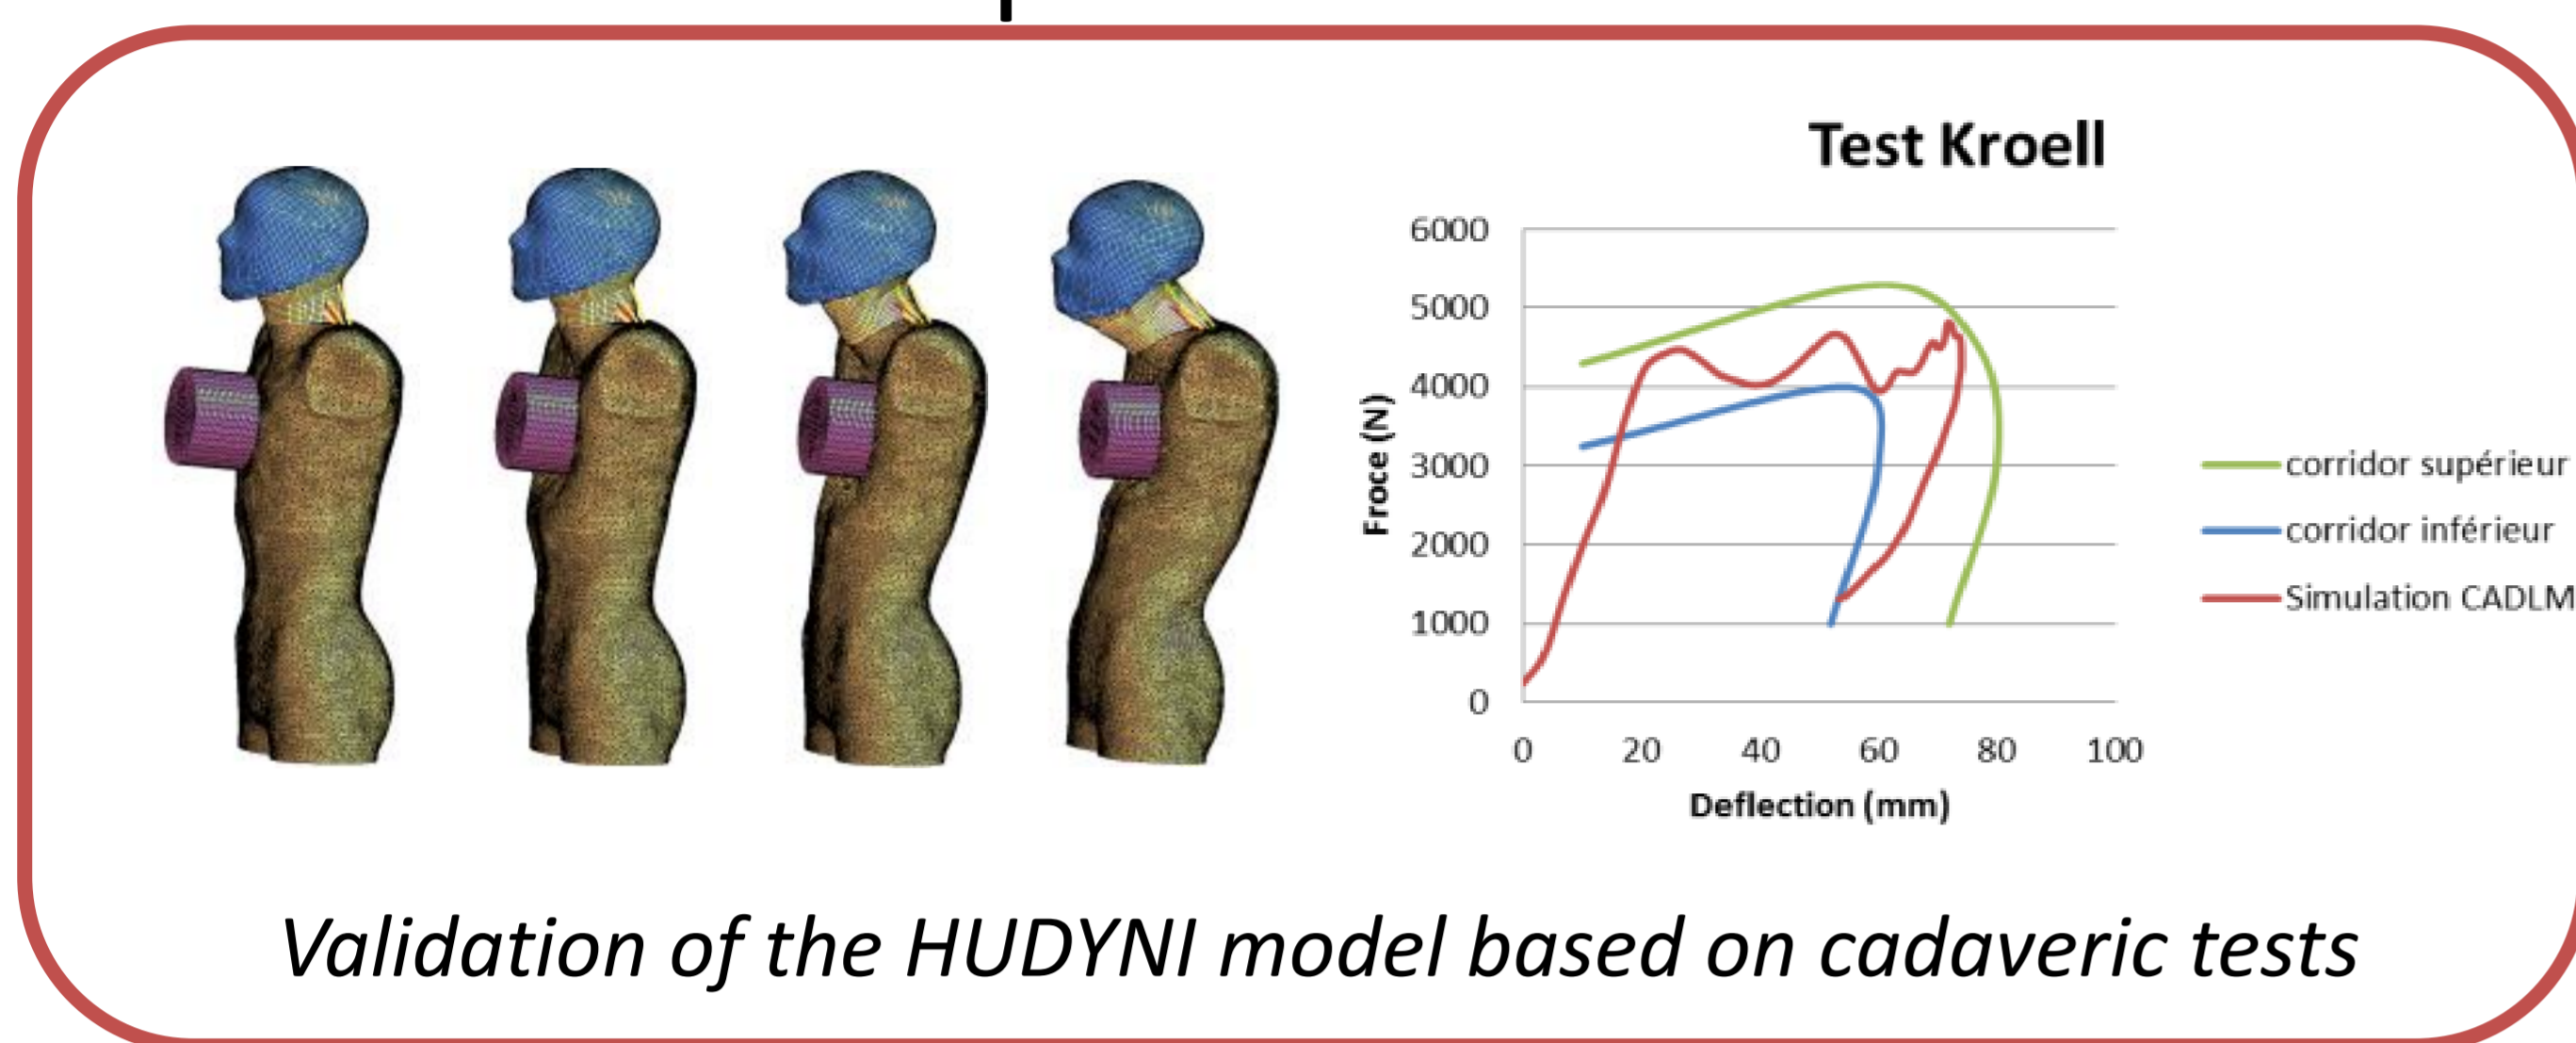 Test Kroell
6000
5000
4000
3000
2000
1000
0
Froce (N)
0 20 40 60 80 100
Deflection (mm)
corridor supérieur
corridor inférieur
Simulation CADLM
Validation of the HUDYNI model based on cadaveric tests